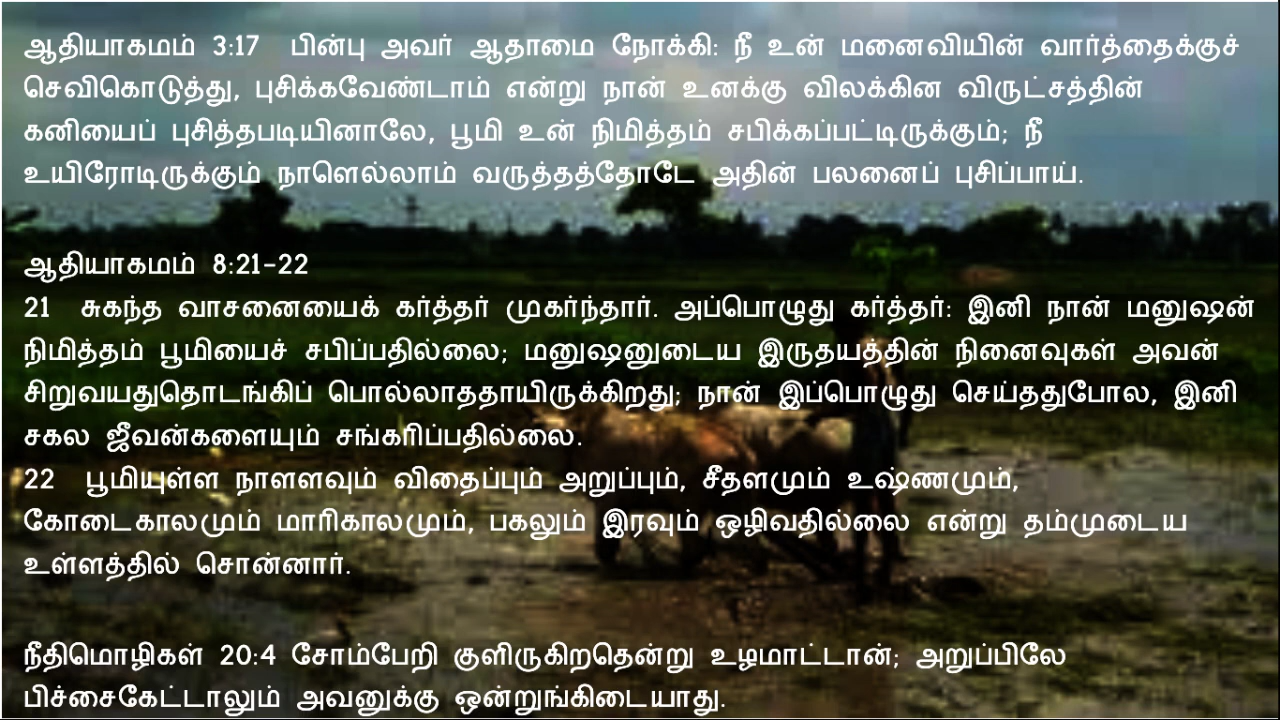 ஆதியாகமம் 3:17 பின்பு அவர் ஆதாமை நோக்கி: நீ உன் மனைவியின் வார்த்தைக்குச்
செவிகொடுத்து, புசிக்கவேண்டாம் என்று நான் உனக்கு விலக்கின விருட்சத்தின்
கனியைப் புசித்தபடியினாலே, பூமி உன் நிமித்தம் சபிக்கப்பட்டிருக்கும்; நீ
உயிரோடிருக்கும் நாளெல்லாம் வருத்தத்தோடே அதின் பலனைப் புசிப்பாய்.
ஆதியாகமம் 8:21-22
21 சுகந்த வாசனையைக் கர்த்தர் முகர்ந்தார். அப்பொழுது கர்த்தர்: இனி நான் மனுஷன்
நிமித்தம் பூமியைச் சபிப்பதில்லை; மனுஷனுடைய இருதயத்தின் நினைவுகள் அவன்
சிறுவயதுதொடங்கிப் பொல்லாததாயிருக்கிறது; நான் இப்பொழுது செய்ததுபோல, இனி
சகல ஜீவன்களையும் சங்கரிப்பதில்லை.
22 பூமியுள்ள நாளளவும் விதைப்பும் அறுப்பும், சீதளமும் உஷ்ணமும்,
கோடைகாலமும் மாரிகாலமும், பகலும் இரவும் ஒழிவதில்லை என்று தம்முடைய
உள்ளத்தில் சொன்னார்.
நீதிமொழிகள் 20:4 சோம்பேறி குளிருகிறதென்று உழமாட்டான்; அறுப்பிலே
பிச்சைகேட்டாலும் அவனுக்கு ஒன்றுங்கிடையாது.